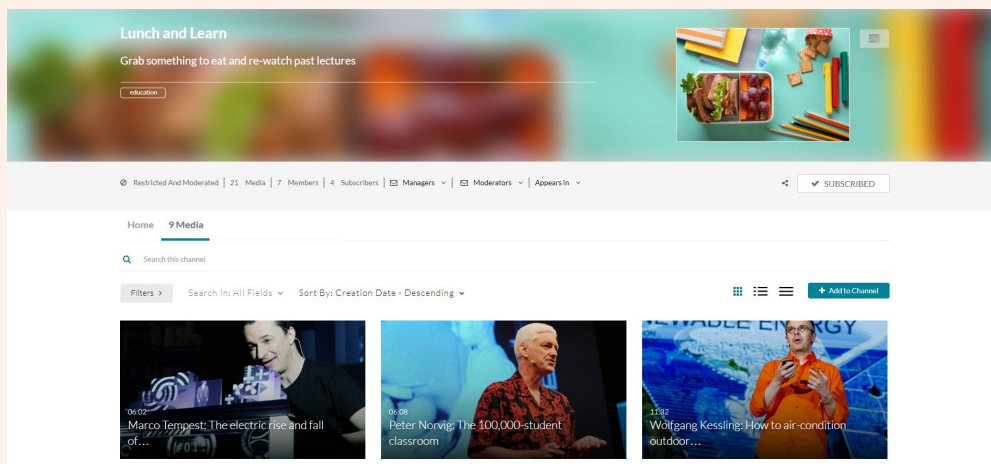 Lunch and Learn
Grab something to eat and re-watch past lectures
education
Restricted And Moderated | 21 Media | 7 Members | 4 Subscribers | Managers | Moderators | Appears in
SUBSCRIBED
Home 9 Media
Search this channel
Filters > Search In: All Fields Sort By: Creation Date - Descending
+ Add to Channel
06:02
Marco Tempest: The electric rise and fall
of...
06:08
Peter Norvig: The 100,000-student
classroom
11:32
Wolfgang Kessling: How to air-condition
outdoor...